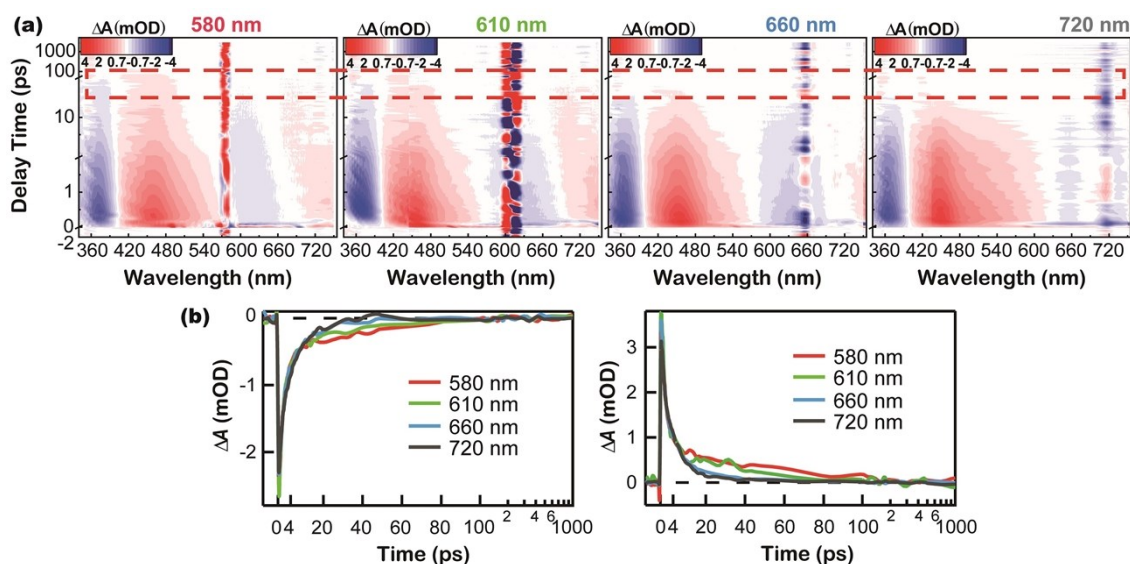 (a)
ΔA(mOD) 580 nm ΔA(mOD) 610 nm ΔA(mOD) 660 nm ΔA(mOD) 720 nm
4 2 0.7-0.7-2 -4 4 2 0.7-0.7-2 -4 4 2 0.7-0.7-2 -4 4 2 0.7-0.7-2 -4
Delay Time (ps)
1000
100
10
1
0
-2
360 420 480 540 600 660 720 360 420 480 540 600 660 720 360 420 480 540 600 660 720 360 420 480 540 600 660 720
Wavelength (nm) Wavelength (nm) Wavelength (nm) Wavelength (nm)
(b)
ΔA (mOD)
0
-1
-2
580 nm
610 nm
660 nm
720 nm
0 4 20 40 60 80 100 2 4 6 1000
Time (ps)
ΔA (mOD)
3
2
1
0
580 nm
610 nm
660 nm
720 nm
0 4 20 40 60 80 100 2 4 6 1000
Time (ps)